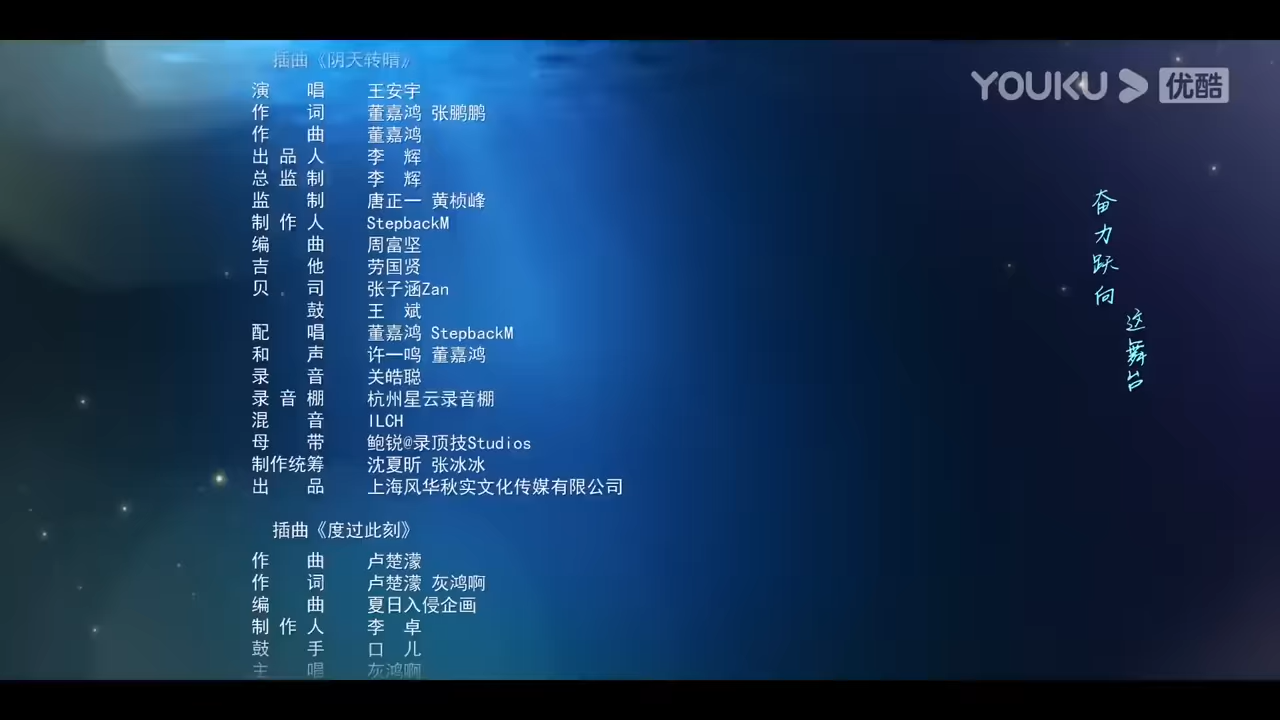 插曲《阴天转晴》
演唱 王安宇
作词 董嘉鸿 张鹏鹏
作曲 董嘉鸿
出品人 李辉
总监制 李辉
监制 唐正一 黄桢峰
制作人 StepbackM
编曲 周富坚
吉他 劳国贤
贝司 张子涵Zan
鼓 王斌
配唱 董嘉鸿 StepbackM
和声 许一鸣 董嘉鸿
录音 关皓聪
录音棚 杭州星云录音棚
混音 ILCH
母带 鲍锐@录顶技Studios
制作统筹 沈夏昕 张冰冰
出品 上海风华秋实文化传媒有限公司
插曲《度过此刻》
作曲 卢楚濛
作词 卢楚濛 灰鸿啊
编曲 夏日入侵企画
制作人 李卓
鼓手 口儿
主唱 灰鸿啊
YOUKU 优酷
奋力跃向
这舞台